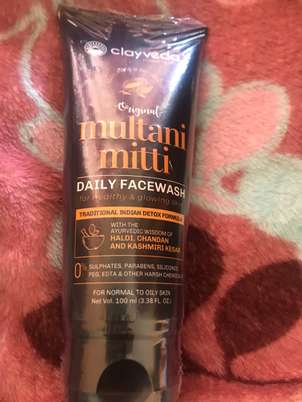 clayveda
Original
multani
mitti
DAILY FACEWASH
for healthy & glowing skin
TRADITIONAL INDIAN DETOX FORMULA
WITH THE
AYURVEDIC WISDOM OF
HALDI, CHANDAN
AND KASHMIRI KESAR
0% SULPHATES, PARABENS, SILICONES
PEG, EDTA & OTHER HARSH CHEMICALS
FOR NORMAL TO OILY SKIN
Net Vol. 100 ml (3.38 FL. OZ)